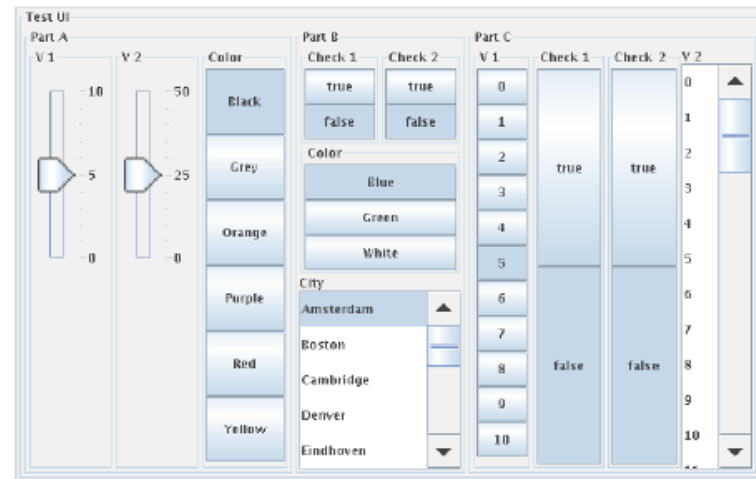 Test UI
Part A
V 1
10
5
0
V 2
50
25
0
Color
Black
Grey
Orange
Purple
Red
Yellow
Part B
Check 1
true
false
Check 2
true
false
Color
Blue
Green
White
City
Amsterdam
Boston
Cambridge
Denver
Eindhoven
Part C
V 1
0
1
2
3
4
5
6
7
8
9
10
Check 1
true
false
Check 2
true
false
V 2
0
1
2
3
4
5
6
7
8
9
10